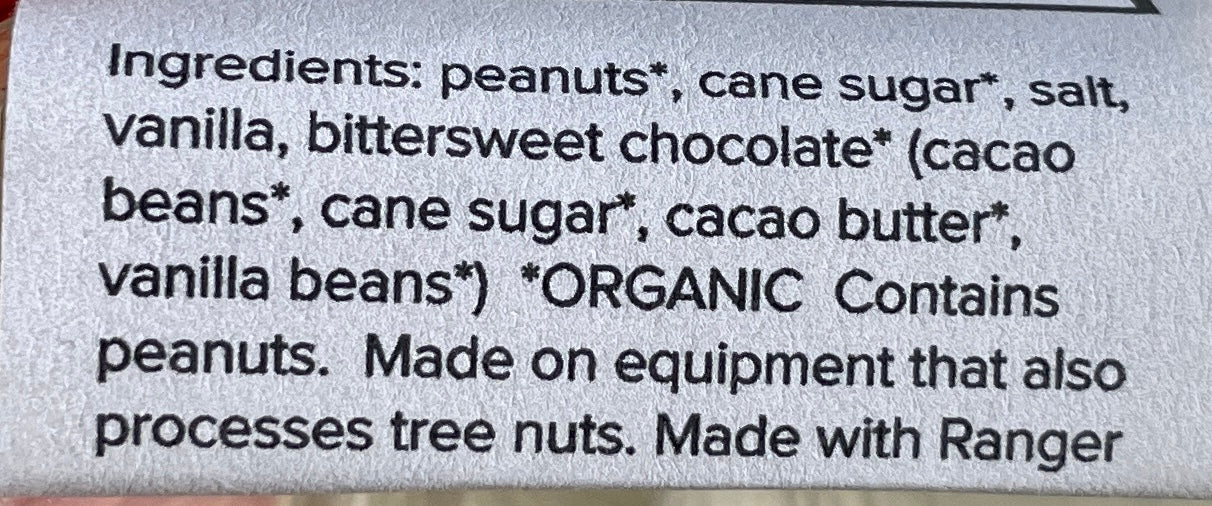 Ingredients: peanuts*, cane sugar*, salt,
vanilla, bittersweet chocolate* (cacao
beans*, cane sugar*, cacao butter*,
vanilla beans*) *ORGANIC Contains
peanuts. Made on equipment that also
processes tree nuts. Made with Ranger